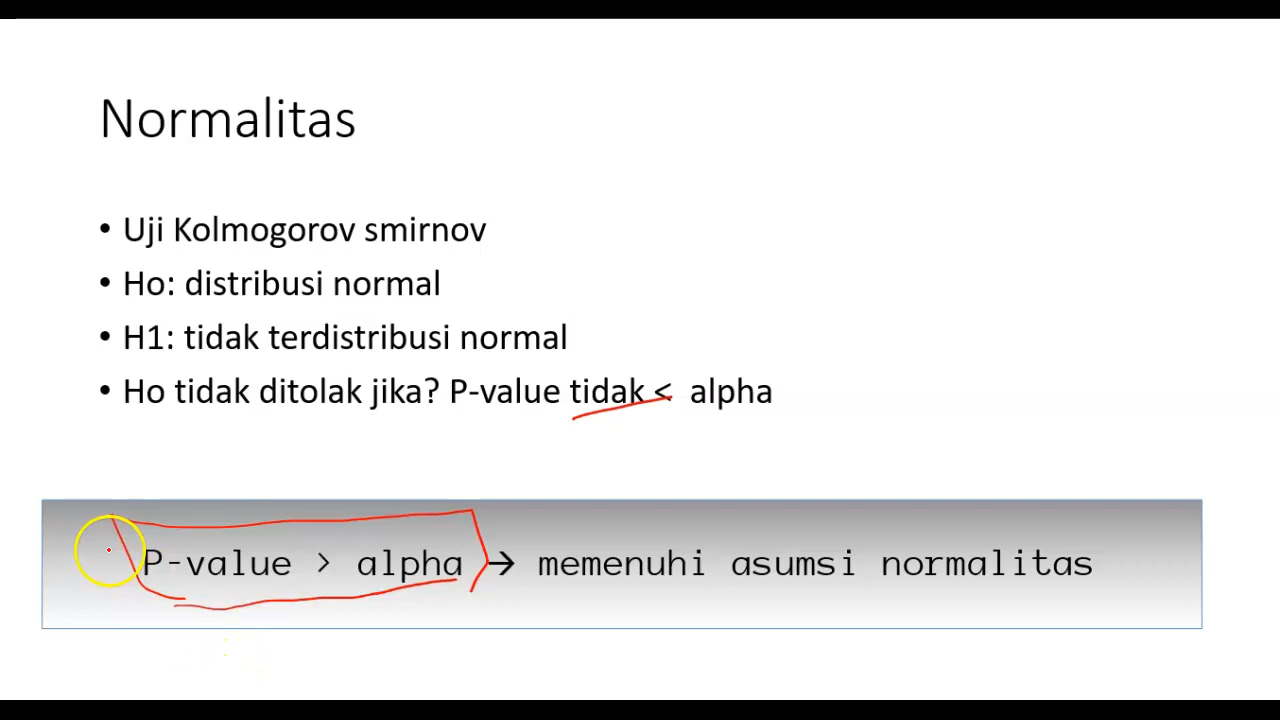 Normalitas
• Uji Kolmogorov smirnov
• Ho: distribusi normal
• H1: tidak terdistribusi normal
• Ho tidak ditolak jika? P-value tidak < alpha
P-value > alpha → memenuhi asumsi normalitas